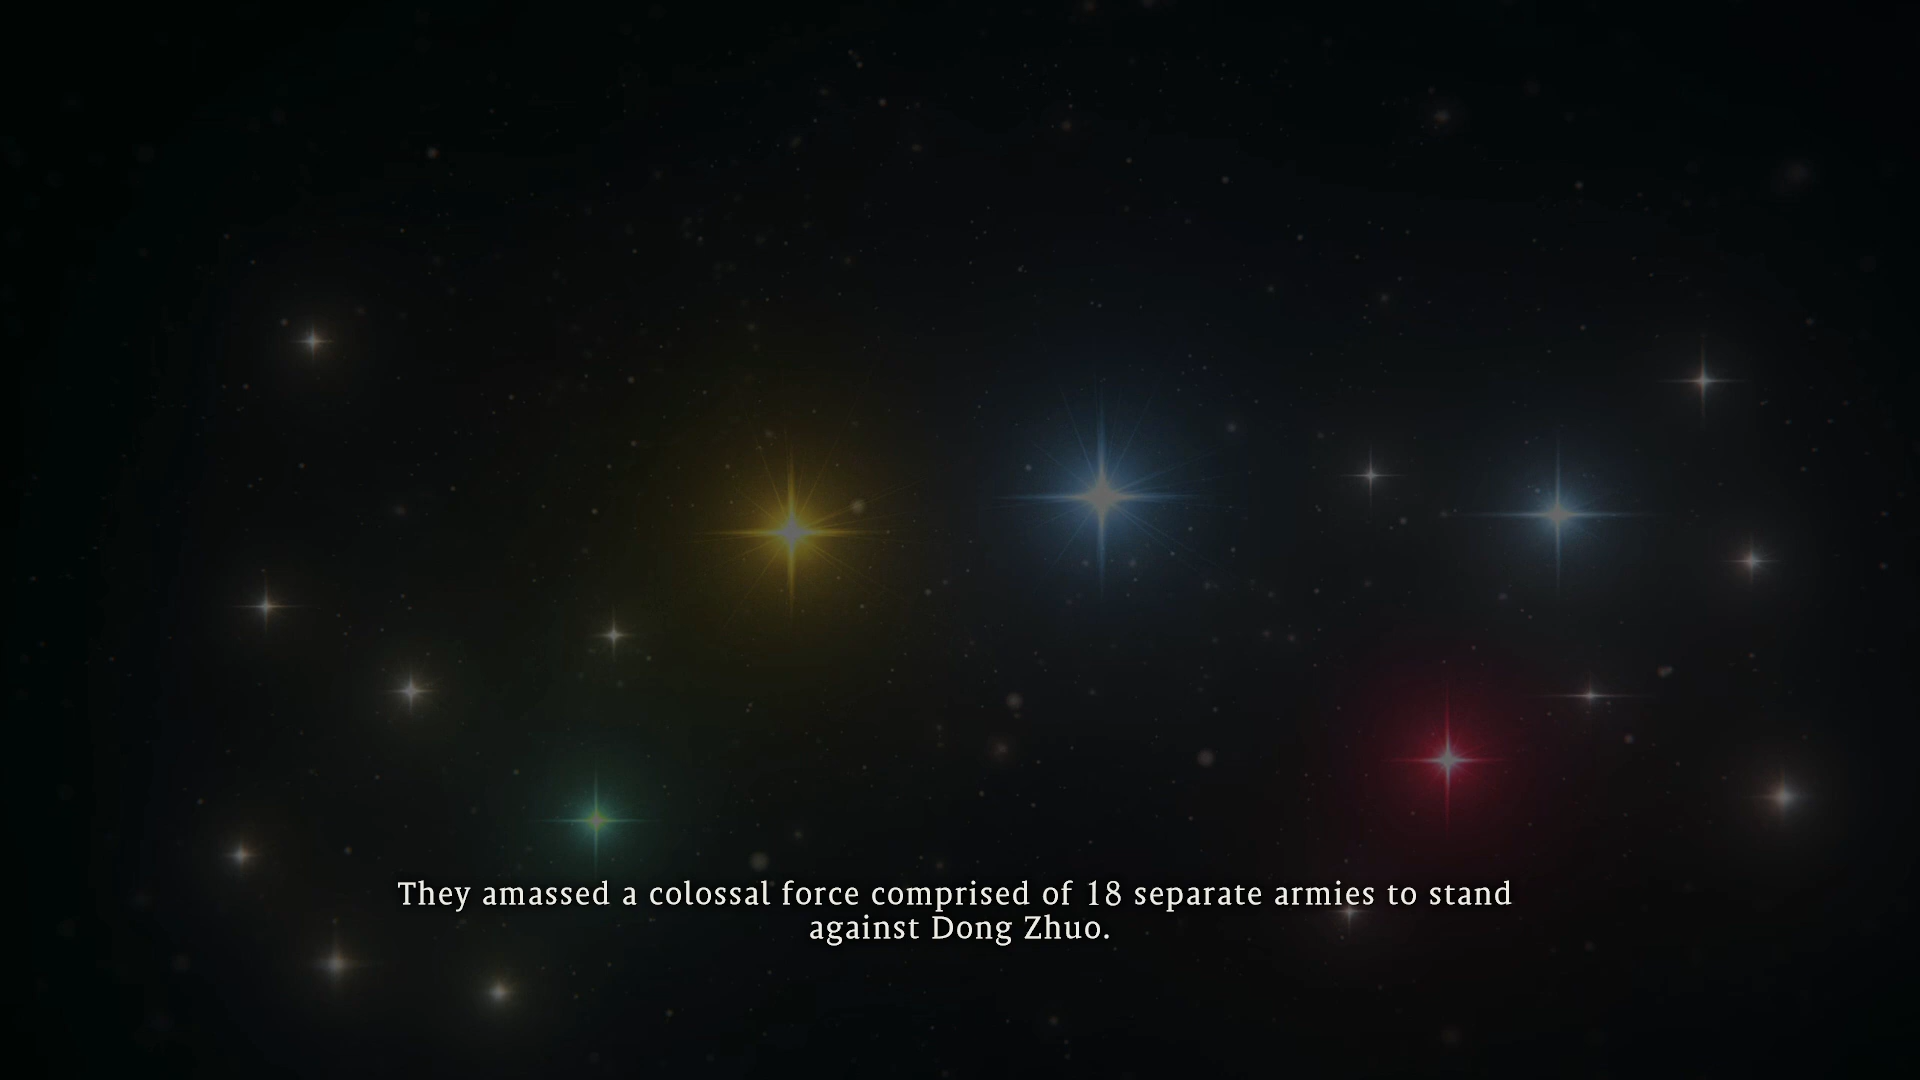 They amassed a colossal force comprised of 18 separate armies to stand
against Dong Zhuo.